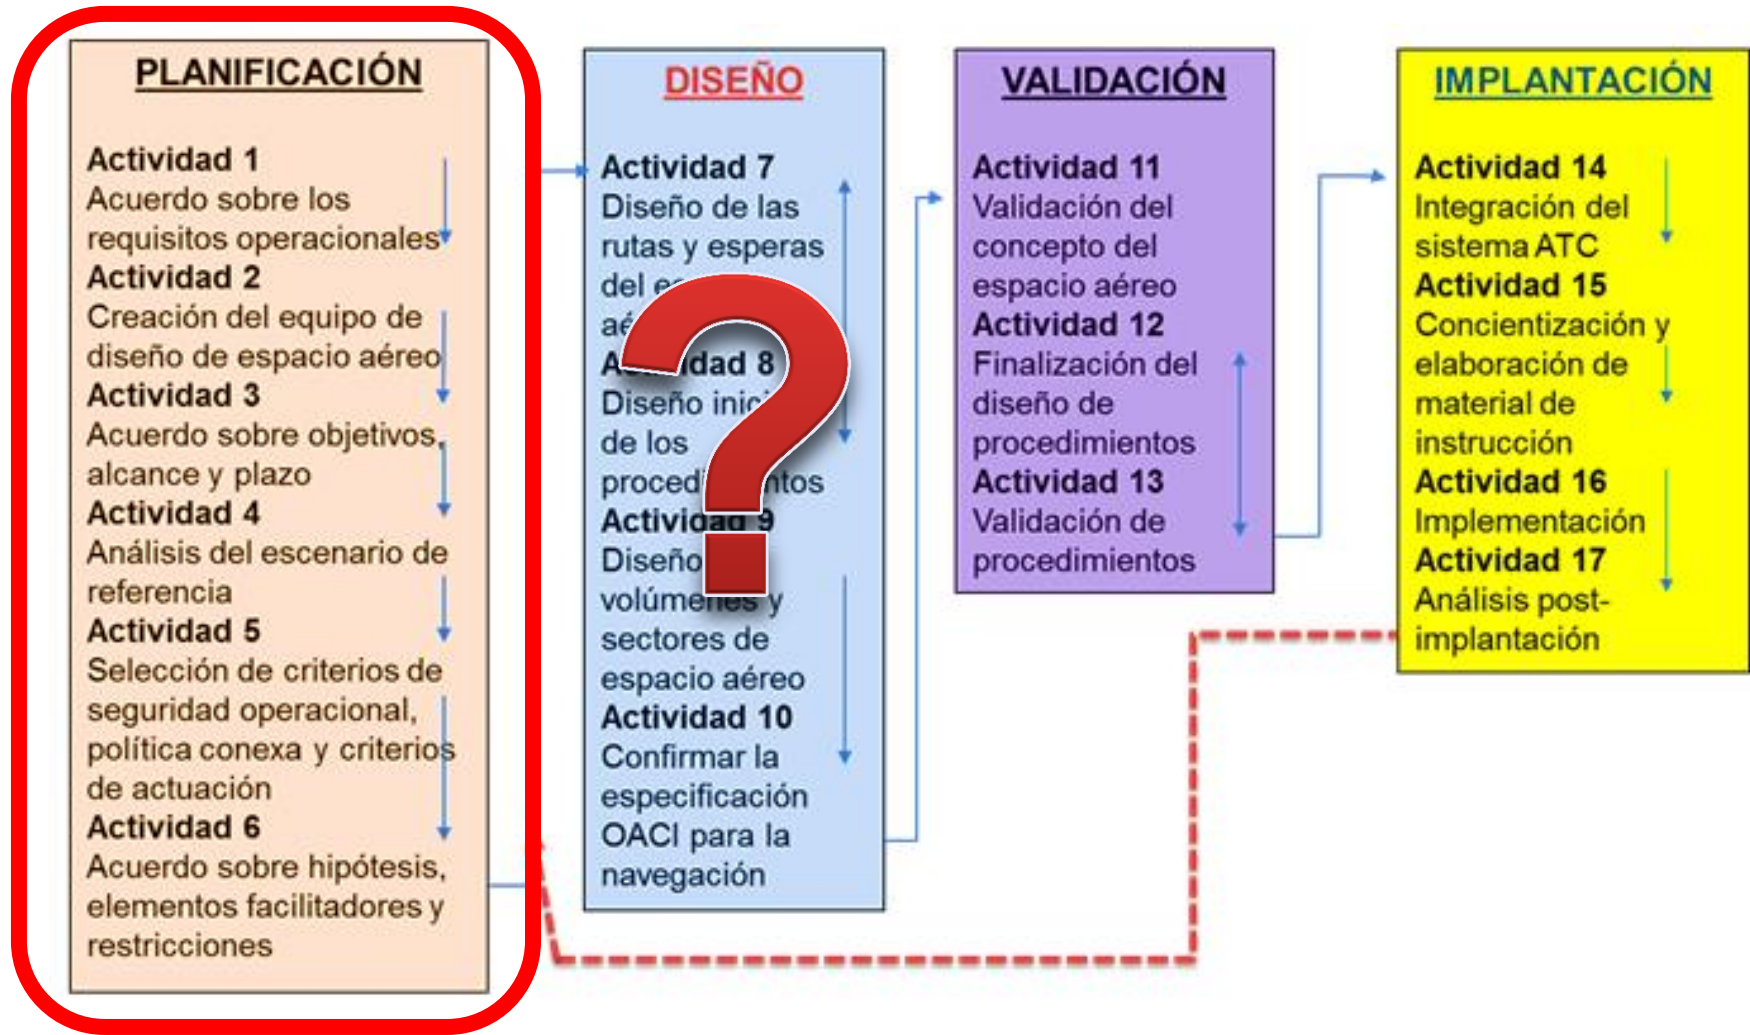 PLANIFICACIÓN
Actividad 1
Acuerdo sobre los
requisitos operacionales
Actividad 2
Creación del equipo de
diseño de espacio aéreo
Actividad 3
Acuerdo sobre objetivos,
alcance y plazo
Actividad 4
Análisis del escenario de
referencia
Actividad 5
Selección de criterios de
seguridad operacional,
política conexa y criterios
de actuación
Actividad 6
Acuerdo sobre hipótesis,
elementos facilitadores y
restricciones
DISEÑO
Actividad 7
Diseño de las
rutas y esperas
del
Actividad 8
Diseño
de los
procedimientos
Actividad 9
Diseño
volúmenes y
sectores de
espacio aéreo
Actividad 10
Confirmar la
especificación
OACI para la
navegación
?
VALIDACIÓN
Actividad 11
Validación del
concepto del
espacio aéreo
Actividad 12
Finalización del
diseño de
procedimientos
Actividad 13
Validación de
procedimientos
IMPLANTACIÓN
Actividad 14
Integración del
sistema ATC
Actividad 15
Concientización y
elaboración de
material de
instrucción
Actividad 16
Implementación
Actividad 17
Análisis post-
implantación